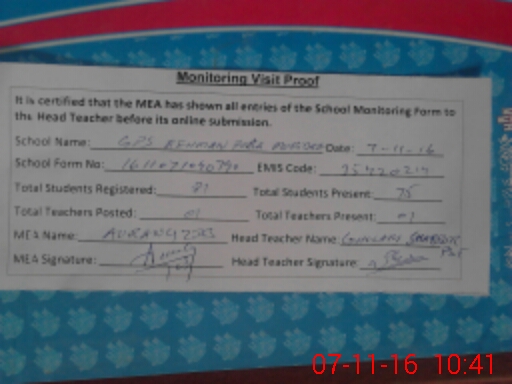 Monitoring Visit Proof
It is certified that the MEA has shown all entries of the School Monitoring Form to
the Head Teacher before its online submission.
School Name: GPS REHMAN Date: 7-11-16
School Form No: EMIS Code:
Total Students Registered: 81 Total Students Present: 75
Total Teachers Posted: 01 Total Teachers Present: 01
MEA Name: Head Teacher Name:
MEA Signature: Head Teacher Signature:
07-11-16 10:41